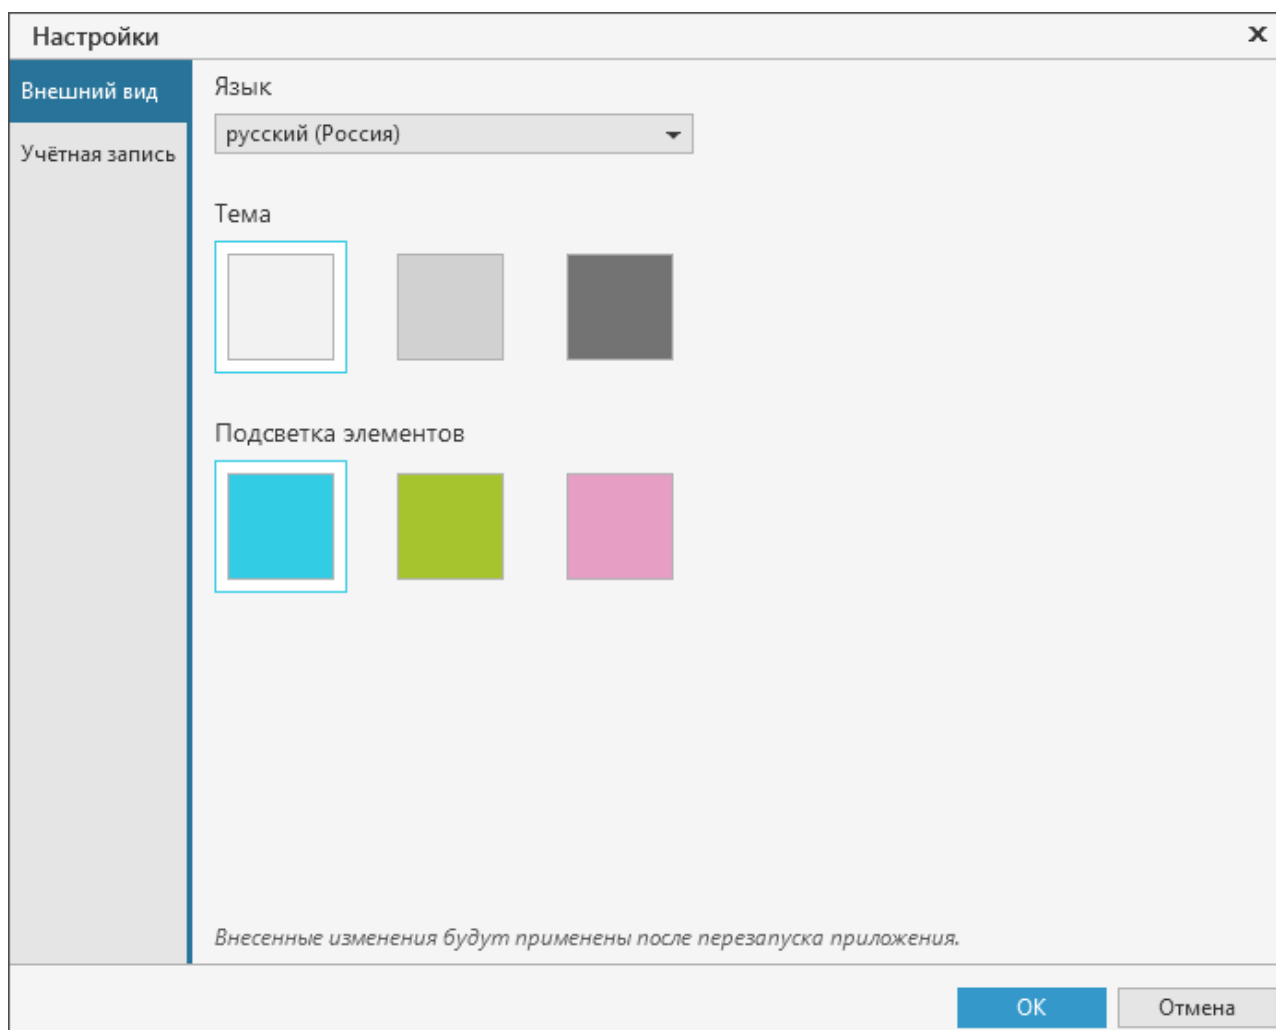 Настройки
x
Внешний вид
Учётная запись
Язык
русский (Россия)
Тема
Подсветка элементов
Внесенные изменения будут применены после перезапуска приложения.
ОК
Отмена